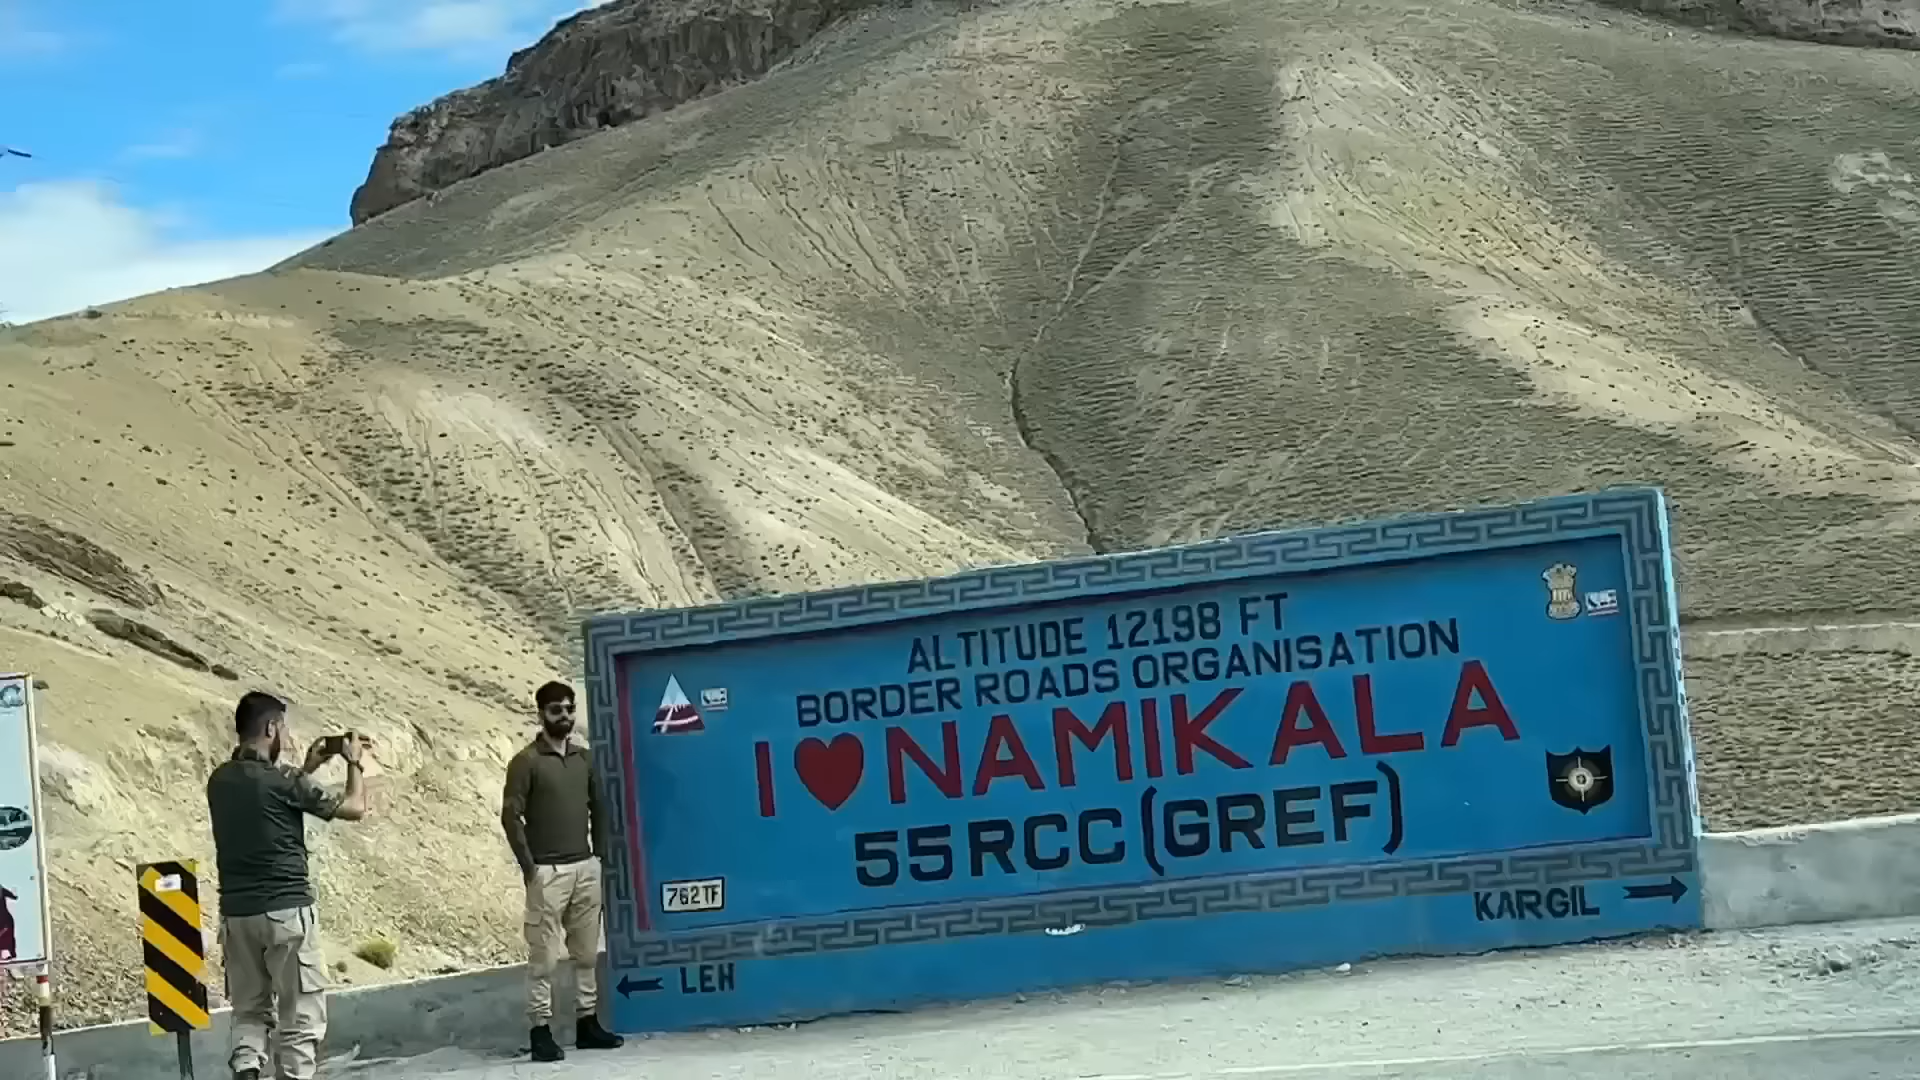 ALTITUDE 12198 FT
BORDER ROADS ORGANISATION
I ❤ NAMIKALA
55 RCC (GREF)
762 TF
KARGIL →
← LEH